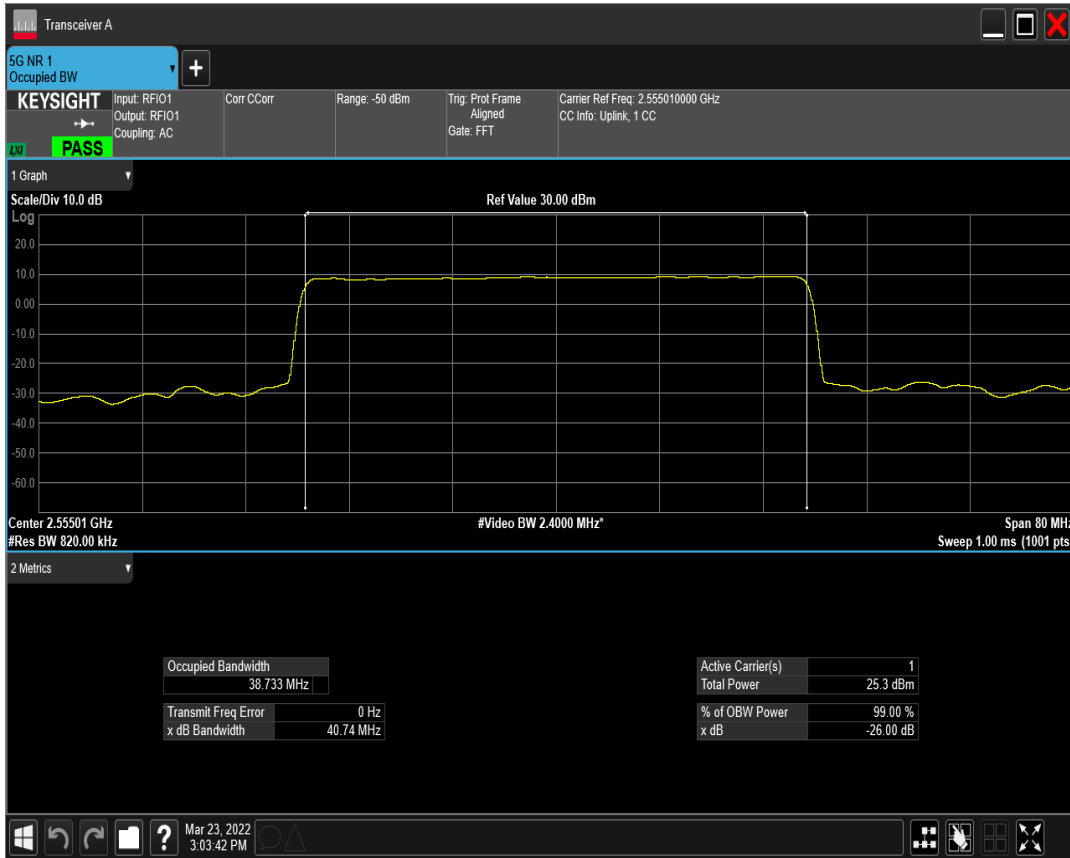 Transceiver A
5G NR 1
Occupied BW
KEYSIGHT
Input: RFIO1
Output: RFIO1
Coupling: AC
Corr CCorr
Range: -50 dBm
Trig: Prot Frame
Aligned
Gate: FFT
Carrier Ref Freq: 2.555010000 GHz
CC Info: Uplink, 1 CC
LXI
PASS
1 Graph
Scale/Div 10.0 dB
Ref Value 30.00 dBm
Log
20.0
10.0
0.00
-10.0
-20.0
-30.0
-40.0
-50.0
-60.0
Center 2.55501 GHz
#Video BW 2.4000 MHz*
Span 80 MHz
#Res BW 820.00 kHz
Sweep 1.00 ms (1001 pts
2 Metrics
Occupied Bandwidth
38.733 MHz
Transmit Freq Error 0 Hz
x dB Bandwidth 40.74 MHz
Active Carrier(s) 1
Total Power 25.3 dBm
% of OBW Power 99.00 %
x dB -26.00 dB
Mar 23, 2022
3:03:42 PM